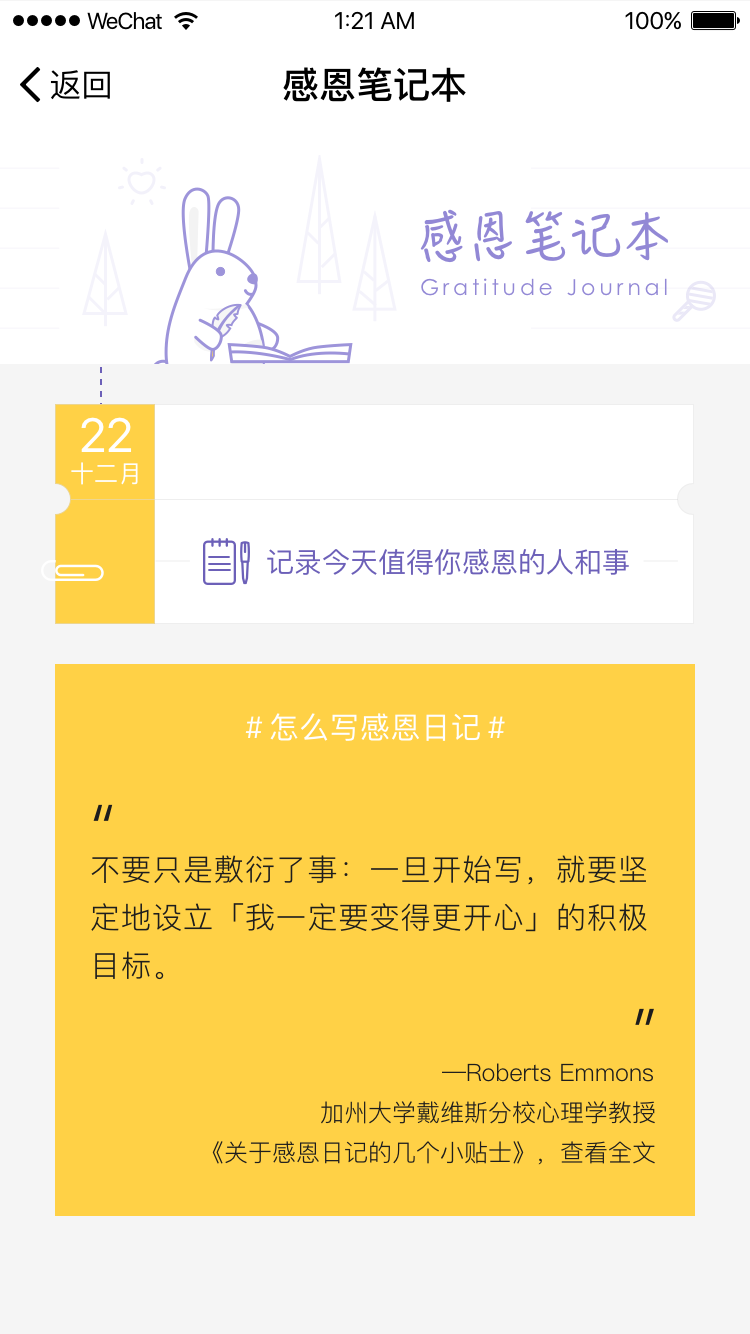 WeChat 1:21 AM 100%
返回 感恩笔记本
感恩笔记本
Gratitude Journal
22
十二月
记录今天值得你感恩的人和事
# 怎么写感恩日记 #
"
不要只是敷衍了事：一旦开始写，就要坚
定地设立「我一定要变得更开心」的积极
目标。
"
—Roberts Emmons
加州大学戴维斯分校心理学教授
《关于感恩日记的几个小贴士》，查看全文